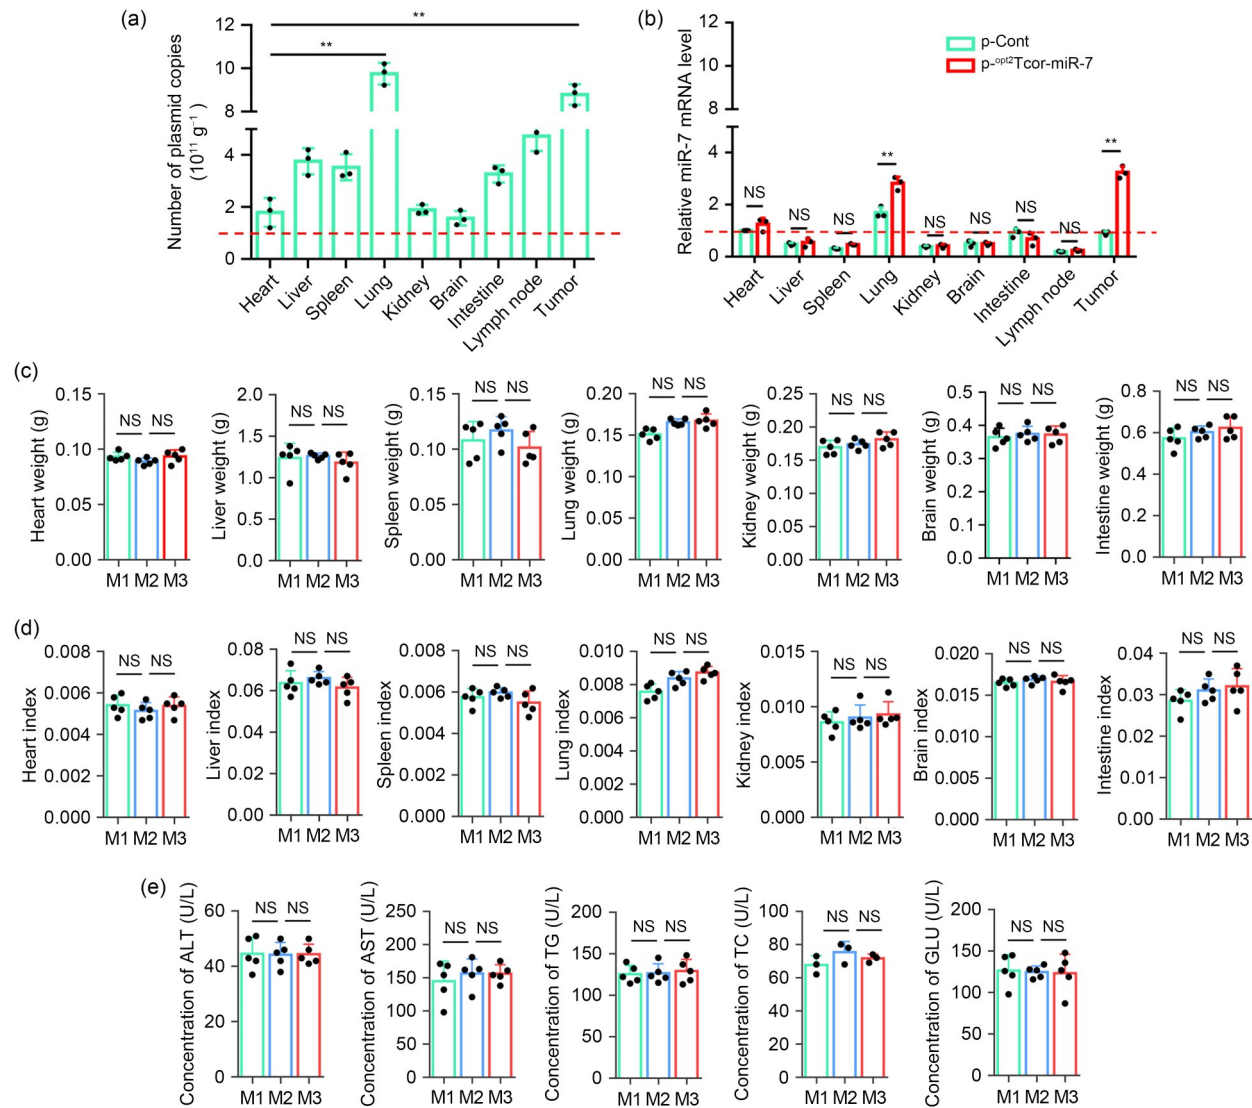 (a)
Number of plasmid copies
(10¹¹ g⁻¹ )
12
10
8
4
2
0
**
**
Heart
Liver
Spleen
Lung
Kidney
Brain
Intestine
Lymph node
Tumor
(b)
Relative miR-7 mRNA level
12
10
8
4
2
0
p-Cont
p-ᵒᵖᵗ²Tcor-miR-7
NS
NS
NS
**
NS
NS
NS
NS
**
Heart
Liver
Spleen
Lung
Kidney
Brain
Intestine
Lymph node
Tumor
(c)
Heart weight (g)
0.15
0.10
0.05
0.00
NS NS
M1 M2 M3
Liver weight (g)
2.0
1.5
1.0
0.5
0.0
NS NS
M1 M2 M3
Spleen weight (g)
0.15
0.10
0.05
0.00
NS NS
M1 M2 M3
Lung weight (g)
0.20
0.15
0.10
0.05
0.00
NS NS
M1 M2 M3
Kidney weight (g)
0.25
0.20
0.15
0.10
0.05
0.00
NS NS
M1 M2 M3
Brain weight (g)
0.5
0.4
0.3
0.2
0.1
0.0
NS NS
M1 M2 M3
Intestine weight (g)
0.8
0.6
0.4
0.2
0.0
NS NS
M1 M2 M3
(d)
Heart index
0.008
0.006
0.004
0.002
0.000
NS NS
M1 M2 M3
Liver index
0.08
0.06
0.04
0.02
0.00
NS NS
M1 M2 M3
Spleen index
0.008
0.006
0.004
0.002
0.000
NS NS
M1 M2 M3
Lung index
0.010
0.008
0.006
0.004
0.002
0.000
NS NS
M1 M2 M3
Kidney index
0.015
0.010
0.005
0.000
NS NS
M1 M2 M3
Brain index
0.020
0.015
0.010
0.005
0.000
NS NS
M1 M2 M3
Intestine index
0.04
0.03
0.02
0.01
0.00
NS NS
M1 M2 M3
(e)
Concentration of ALT (U/L)
60
40
20
0
NS NS
M1 M2 M3
Concentration of AST (U/L)
250
200
150
100
50
0
NS NS
M1 M2 M3
Concentration of TG (U/L)
200
150
100
50
0
NS NS
M1 M2 M3
Concentration of TC (U/L)
100
80
60
40
20
0
NS NS
M1 M2 M3
Concentration of GLU (U/L)
200
150
100
50
0
NS NS
M1 M2 M3